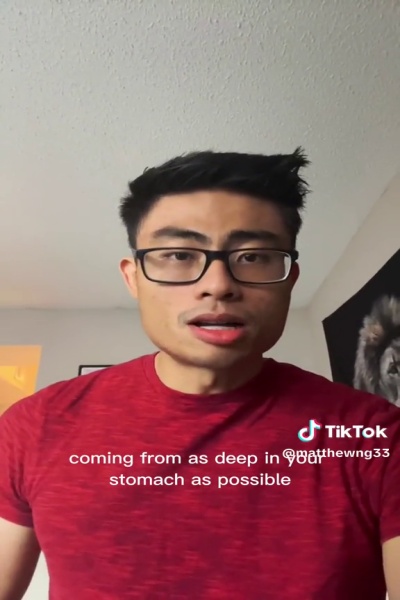 TikTok
@matthewng33
coming from as deep in your
stomach as possible